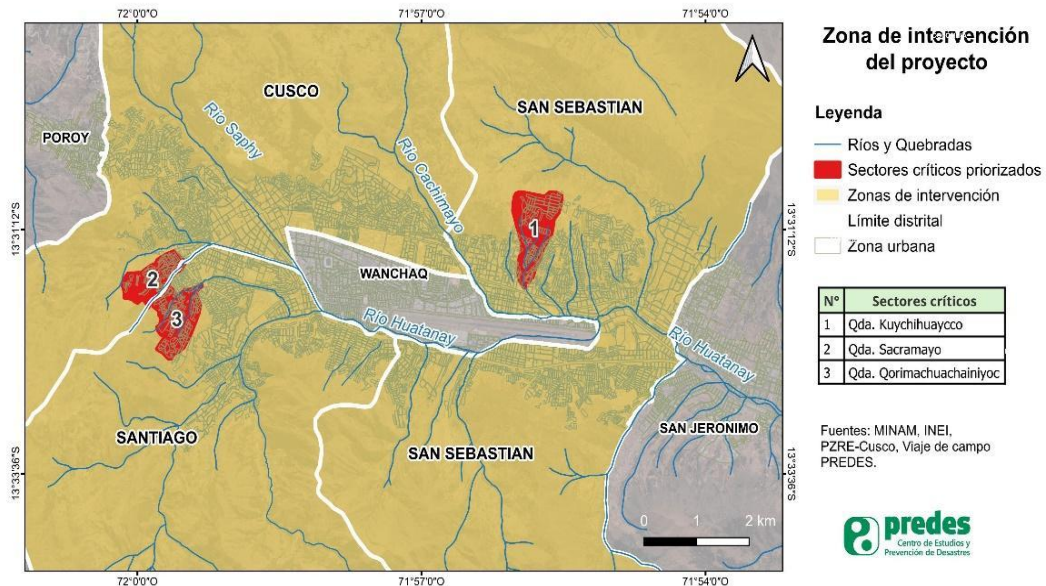 72°0'0"O
71°57'0"O
71°54'0"O
Zona de intervención
del proyecto
CUSCO
SAN SEBASTIAN
POROY
Río Saphy
Río Cachimayo
Leyenda
Ríos y Quebradas
Sectores críticos priorizados
Zonas de intervención
Límite distrital
Zona urbana
13°31'12"S
13°31'12"S
1
2
3
WANCHAQ
Río Huatanay
Río Huatanay
N° Sectores críticos
1 Qda. Kuychihuaycco
2 Qda. Sacramayo
3 Qda. Qorimachuachainiyoc
SANTIAGO
SAN SEBASTIAN
SAN JERONIMO
Fuentes: MINAM, INEI,
PZRE-Cusco, Viaje de campo
PREDES.
13°33'36"S
13°33'36"S
0 1 2 km
predes
Centro de Estudios y
Prevención de Desastres
72°0'0"O
71°57'0"O
71°54'0"O